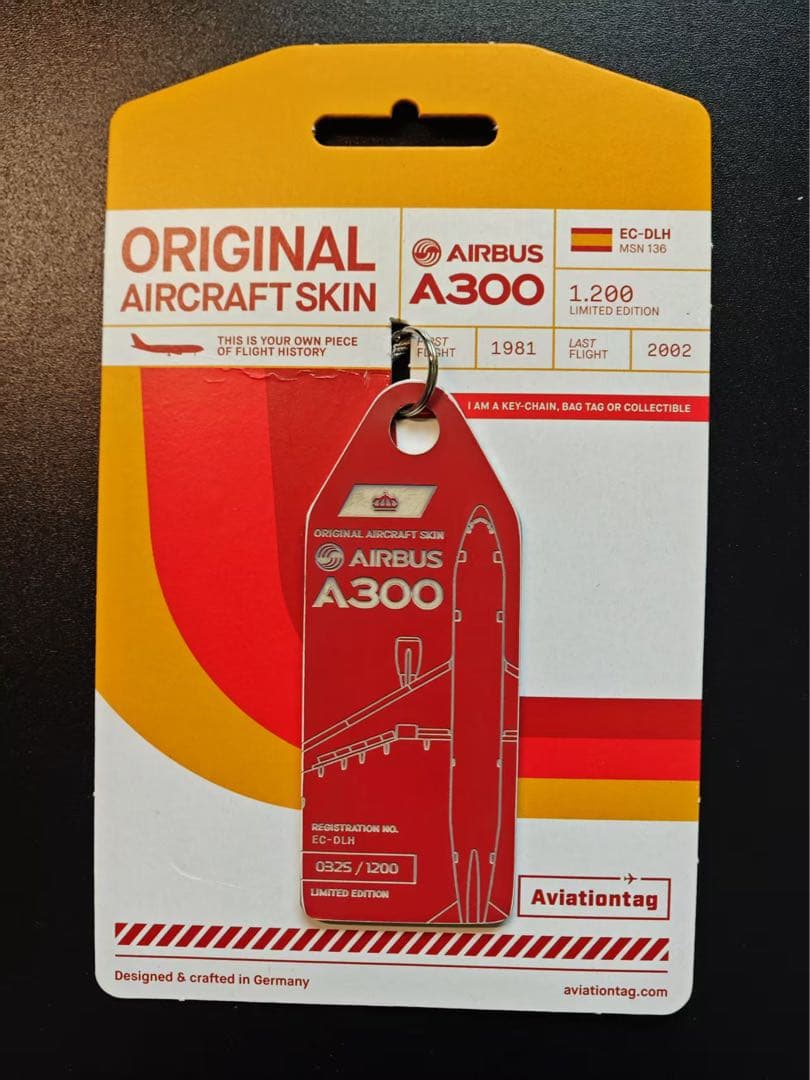 ORIGINAL
AIRCRAFT SKIN
AIRBUS
A300
EC-DLH
MSN 136
1.200
LIMITED EDITION
THIS IS YOUR OWN PIECE
OF FLIGHT HISTORY
FIRST
FLIGHT
1981
LAST
FLIGHT
2002
I AM A KEY-CHAIN, BAG TAG OR COLLECTIBLE
ORIGINAL AIRCRAFT SKIN
AIRBUS
A300
REGISTRATION NO.
EC-DLH
0325 / 1200
LIMITED EDITION
Aviationtag
Designed & crafted in Germany
aviationtag.com